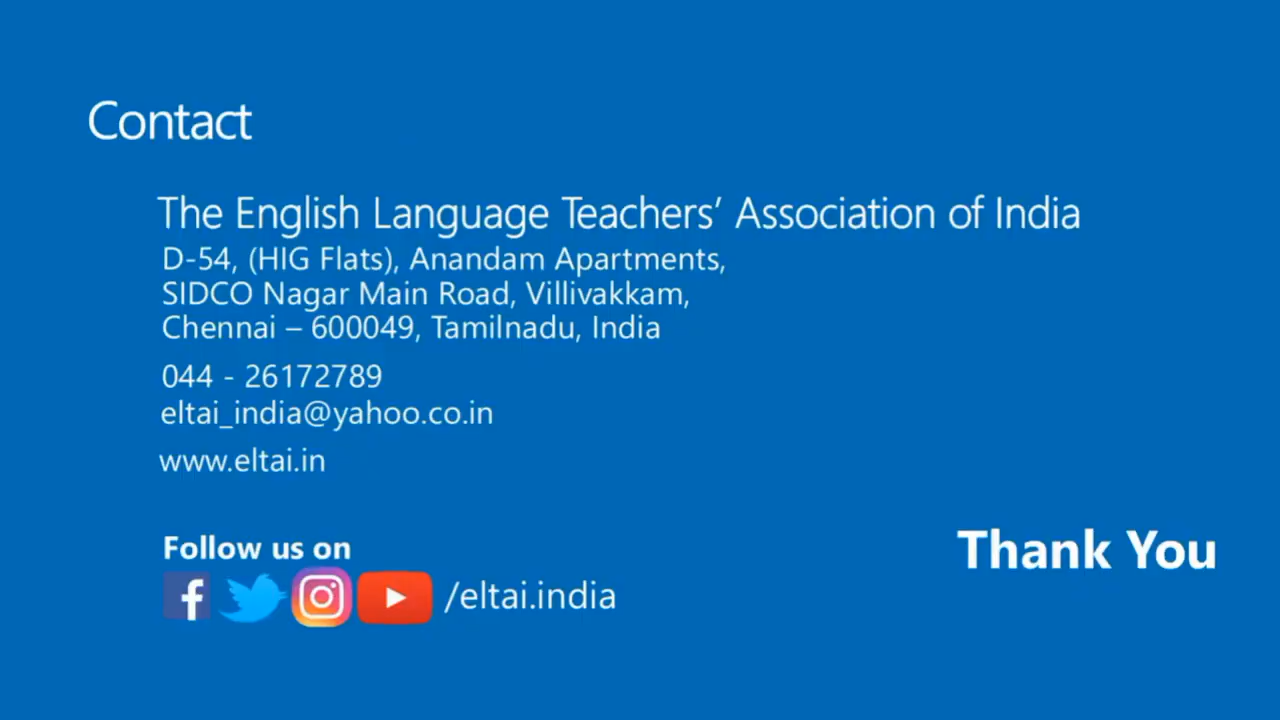 Contact
The English Language Teachers’ Association of India
D-54, (HIG Flats), Anandam Apartments,
SIDCO Nagar Main Road, Villivakkam,
Chennai – 600049, Tamilnadu, India
044 - 26172789
eltai_india@yahoo.co.in
www.eltai.in
Follow us on
f /eltai.india
Thank You